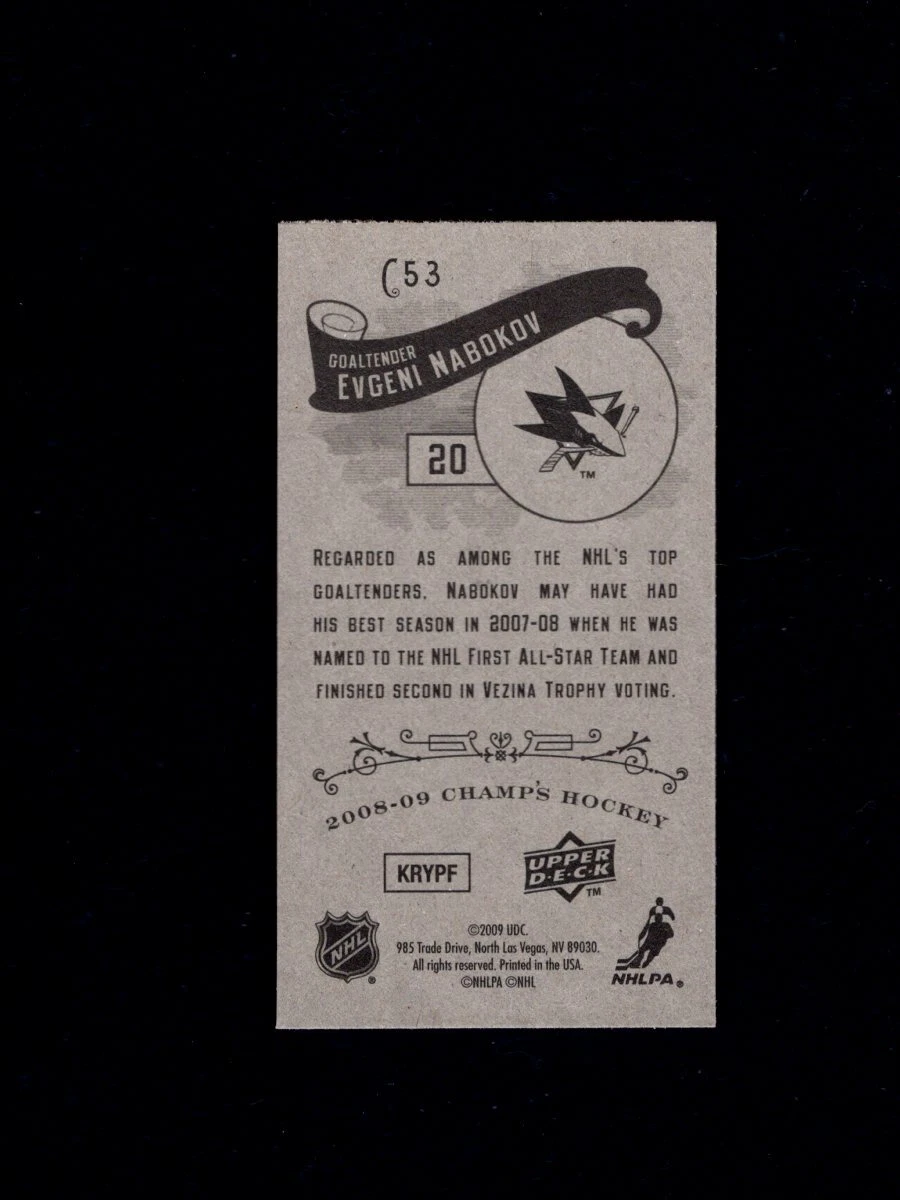 C53
GOALTENDER
EVGENI NABOKOV
20
TM
REGARDED AS AMONG THE NHL'S TOP
GOALTENDERS, NABOKOV MAY HAVE HAD
HIS BEST SEASON IN 2007-08 WHEN HE WAS
NAMED TO THE NHL FIRST ALL-STAR TEAM AND
FINISHED SECOND IN VEZINA TROPHY VOTING.
2008-09 CHAMP'S HOCKEY
KRYPF
UPPER
D·E·C·K
TM
NHL
®
©2009 UDC.
985 Trade Drive, North Las Vegas, NV 89030.
All rights reserved. Printed in the USA.
©NHLPA ©NHL
NHLPA®